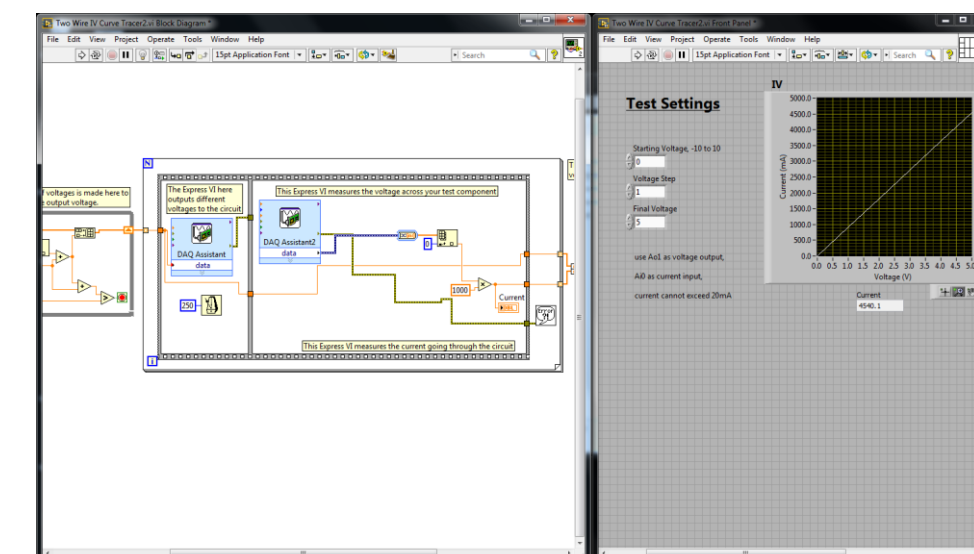 Two Wire IV Curve Tracer2.vi Block Diagram *
File Edit View Project Operate Tools Window Help
15pt Application Font
Search
2
N
f voltages is made here to
e output voltage.
The Express VI here
outputs different
voltages to the circuit
DAQ Assistant
data
250
This Express VI measures the voltage across your test component
DAQ Assistant2
data
0
1000
Current
DBL
Error
?!
This Express VI measures the current going through the circuit
i
Two Wire IV Curve Tracer2.vi Front Panel *
File Edit View Project Operate Tools Window Help
15pt Application Font
Search
Test Settings
Starting Voltage, -10 to 10
0
Voltage Step
1
Final Voltage
5
use Ao1 as voltage output,
Ai0 as current input,
current cannot exceed 20mA
IV
Current (mA)
5000.0
4500.0
4000.0
3500.0
3000.0
2500.0
2000.0
1500.0
1000.0
500.0
0.0
0.0 0.5 1.0 1.5 2.0 2.5 3.0 3.5 4.0 4.5 5.0
Voltage (V)
Current
4540.1